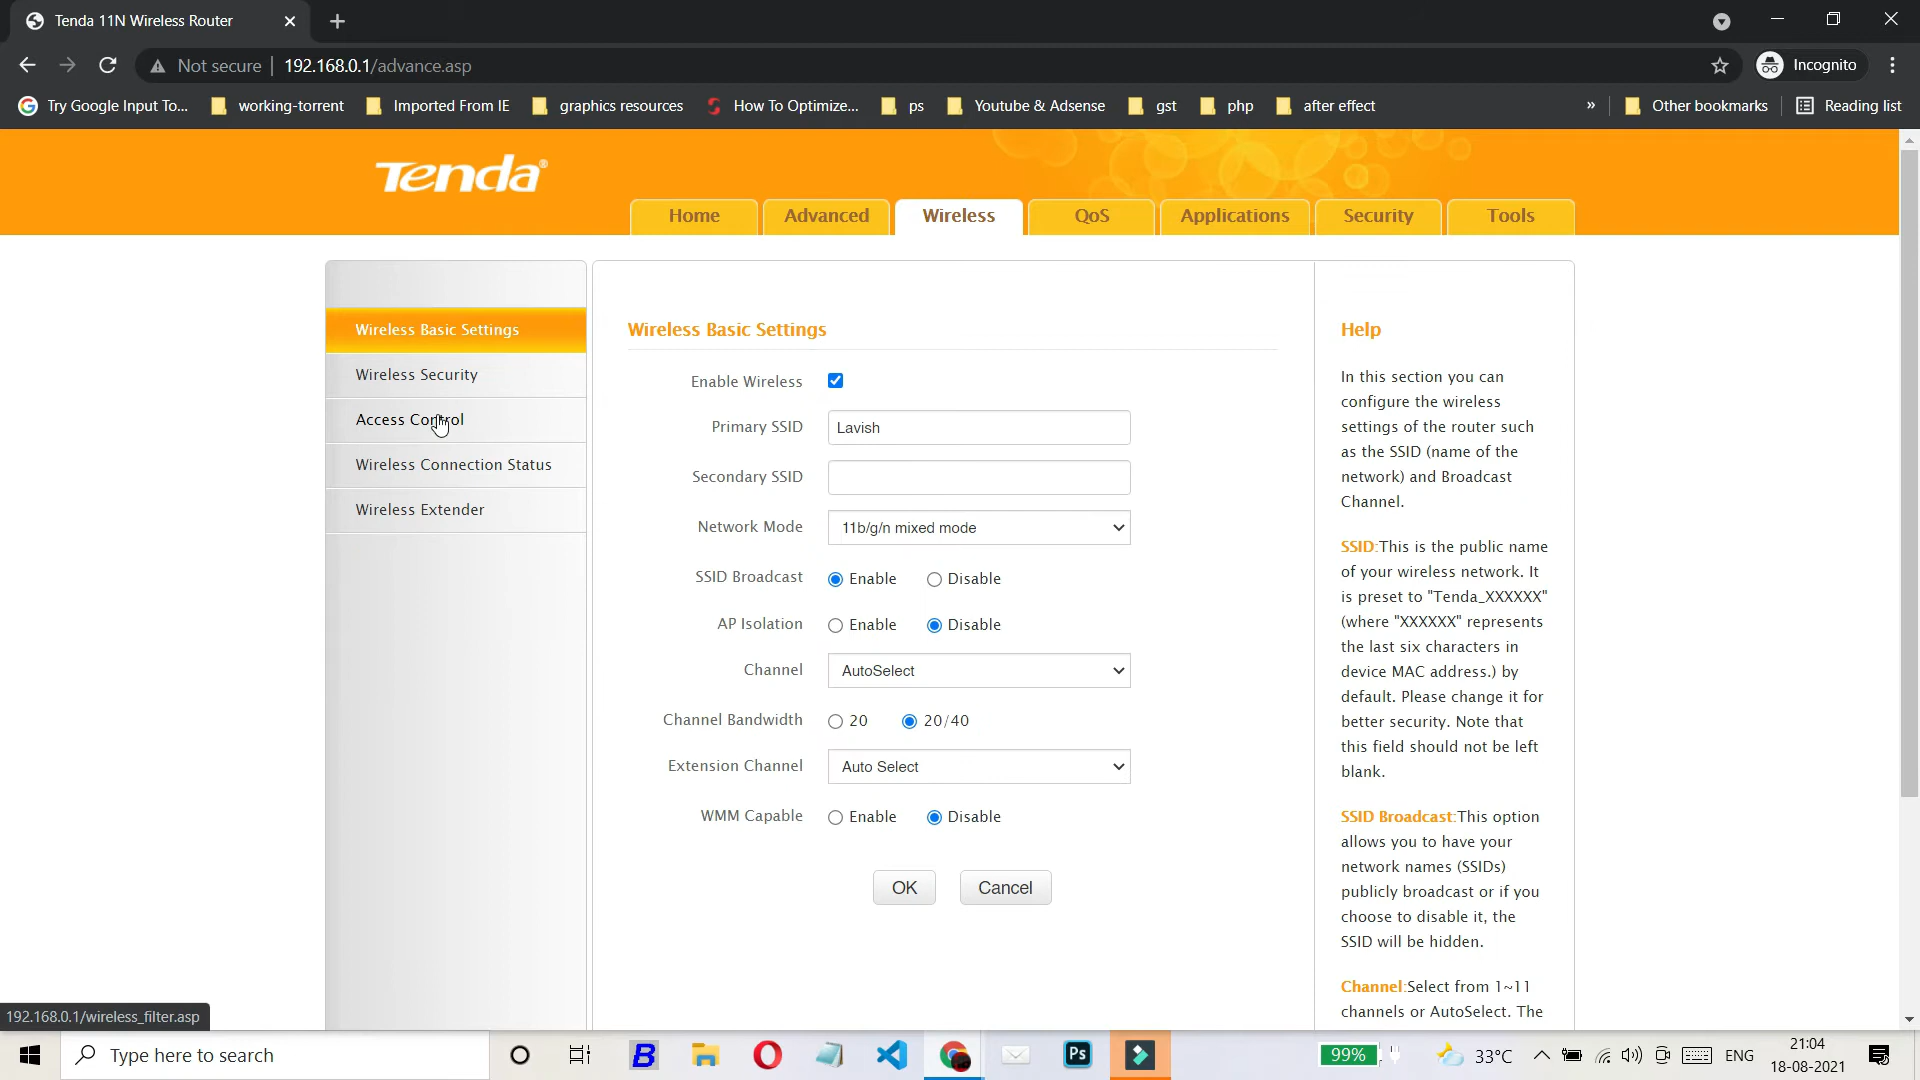 Tenda 11N Wireless Router
Not secure
192.168.0.1/advance.asp
Incognito
Try Google Input To...
working-torrent
Imported From IE
graphics resources
How To Optimize...
ps
Youtube & Adsense
gst
php
after effect
»
Other bookmarks
Reading list
Tenda®
Home
Advanced
Wireless
QoS
Applications
Security
Tools
Wireless Basic Settings
Wireless Security
Access Control
Wireless Connection Status
Wireless Extender
Wireless Basic Settings
Enable Wireless
Primary SSID Lavish
Secondary SSID
Network Mode 11b/g/n mixed mode
SSID Broadcast Enable Disable
AP Isolation Enable Disable
Channel AutoSelect
Channel Bandwidth 20 20/40
Extension Channel Auto Select
WMM Capable Enable Disable
OK Cancel
Help
In this section you can
configure the wireless
settings of the router such
as the SSID (name of the
network) and Broadcast
Channel.
SSID:This is the public name
of your wireless network. It
is preset to "Tenda_XXXXXX"
(where "XXXXXX" represents
the last six characters in
device MAC address.) by
default. Please change it for
better security. Note that
this field should not be left
blank.
SSID Broadcast:This option
allows you to have your
network names (SSIDs)
publicly broadcast or if you
choose to disable it, the
SSID will be hidden.
Channel:Select from 1~11
channels or AutoSelect. The
192.168.0.1/wireless_filter.asp
Type here to search
B
Ps
99%
33°C
ENG
21:04
18-08-2021